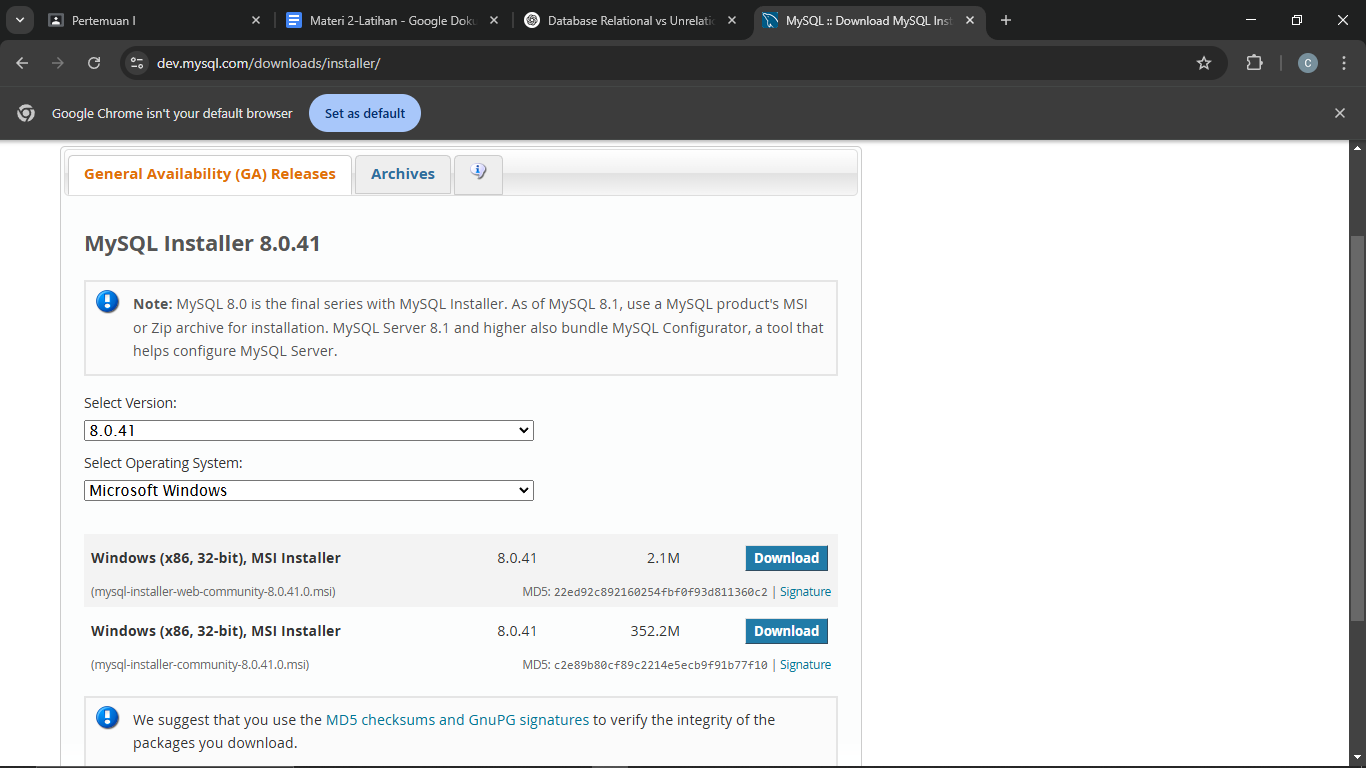 Pertemuan I
Materi 2-Latihan - Google Doku
Database Relational vs Unrelatio
MySQL :: Download MySQL Inst
dev.mysql.com/downloads/installer/
C
Google Chrome isn't your default browser
Set as default
General Availability (GA) Releases
Archives
MySQL Installer 8.0.41
Note: MySQL 8.0 is the final series with MySQL Installer. As of MySQL 8.1, use a MySQL product's MSI
or Zip archive for installation. MySQL Server 8.1 and higher also bundle MySQL Configurator, a tool that
helps configure MySQL Server.
Select Version:
8.0.41
Select Operating System:
Microsoft Windows
Windows (x86, 32-bit), MSI Installer 8.0.41 2.1M Download
(mysql-installer-web-community-8.0.41.0.msi) MD5: 22ed92c892160254fbf0f93d811360c2 | Signature
Windows (x86, 32-bit), MSI Installer 8.0.41 352.2M Download
(mysql-installer-community-8.0.41.0.msi) MD5: c2e89b80cf89c2214e5ecb9f91b77f10 | Signature
We suggest that you use the MD5 checksums and GnuPG signatures to verify the integrity of the
packages you download.